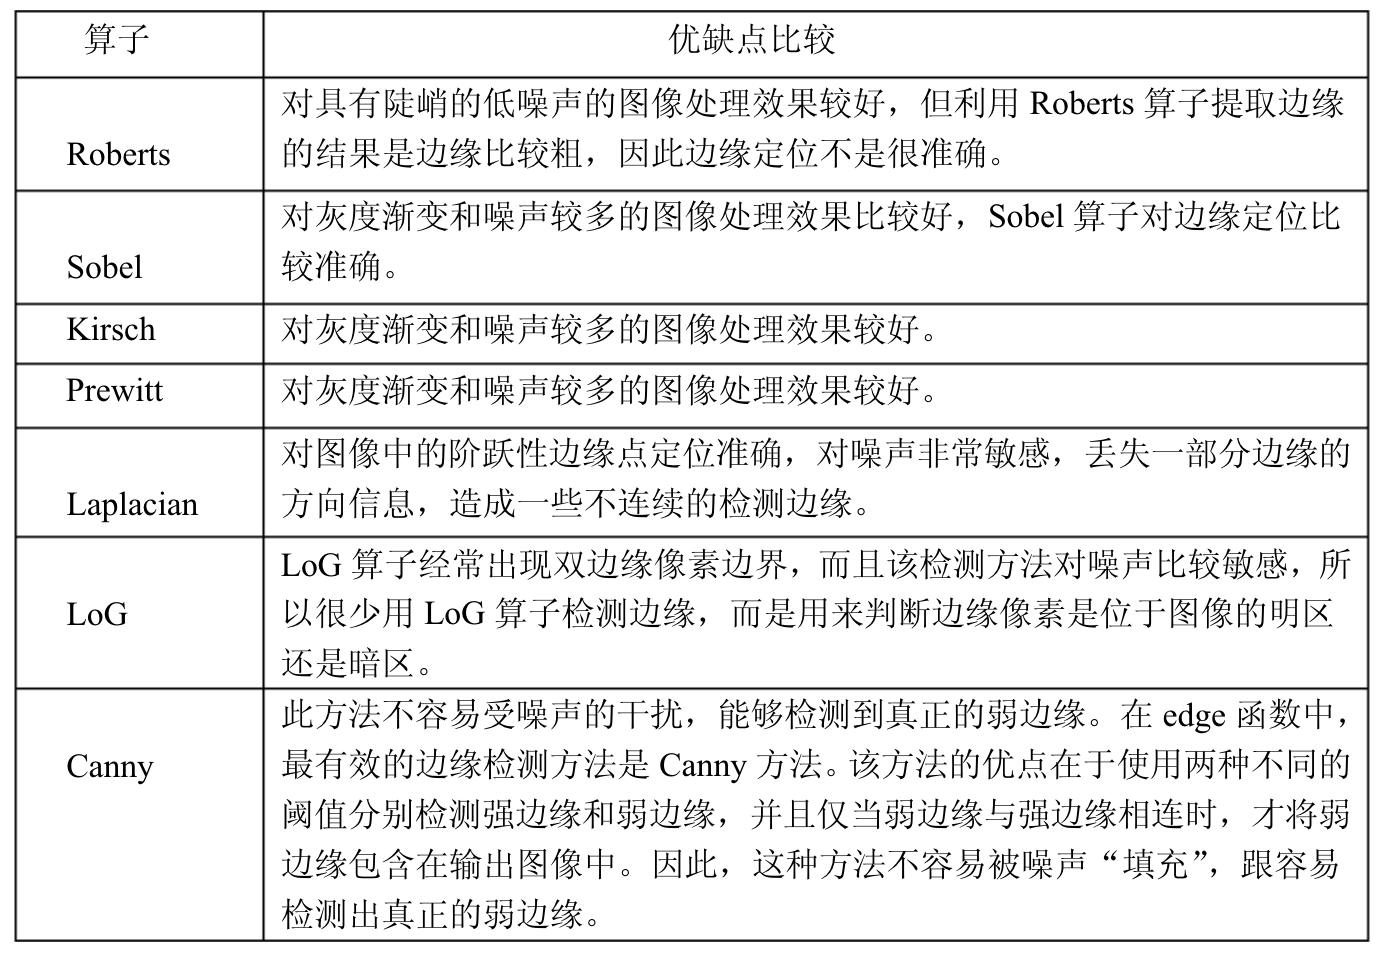 算子
优缺点比较
Roberts
对具有陡峭的低噪声的图像处理效果较好，但利用 Roberts 算子提取边缘
的结果是边缘比较粗，因此边缘定位不是很准确。
Sobel
对灰度渐变和噪声较多的图像处理效果比较好，Sobel 算子对边缘定位比
较准确。
Kirsch
对灰度渐变和噪声较多的图像处理效果较好。
Prewitt
对灰度渐变和噪声较多的图像处理效果较好。
Laplacian
对图像中的阶跃性边缘点定位准确，对噪声非常敏感，丢失一部分边缘的
方向信息，造成一些不连续的检测边缘。
LoG
LoG 算子经常出现双边缘像素边界，而且该检测方法对噪声比较敏感，所
以很少用 LoG 算子检测边缘，而是用来判断边缘像素是位于图像的明区
还是暗区。
Canny
此方法不容易受噪声的干扰，能够检测到真正的弱边缘。在 edge 函数中，
最有效的边缘检测方法是 Canny 方法。该方法的优点在于使用两种不同的
阈值分别检测强边缘和弱边缘，并且仅当弱边缘与强边缘相连时，才将弱
边缘包含在输出图像中。因此，这种方法不容易被噪声“填充”，跟容易
检测出真正的弱边缘。